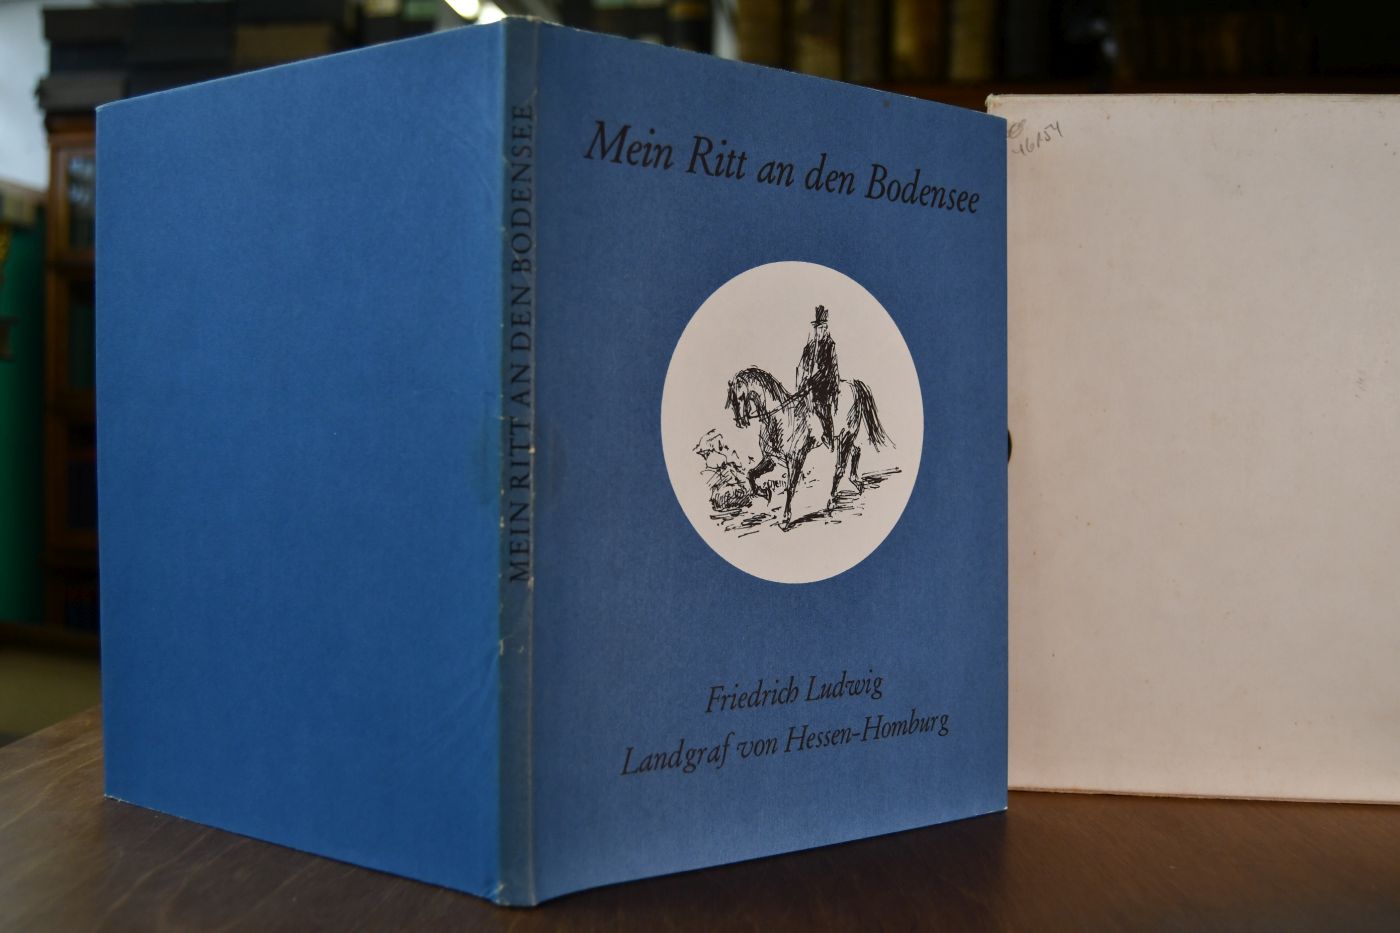 MEIN RITT AN DEN BODENSEE
Mein Ritt an den Bodensee
Friedrich Ludwig
Landgraf von Hessen-Homburg